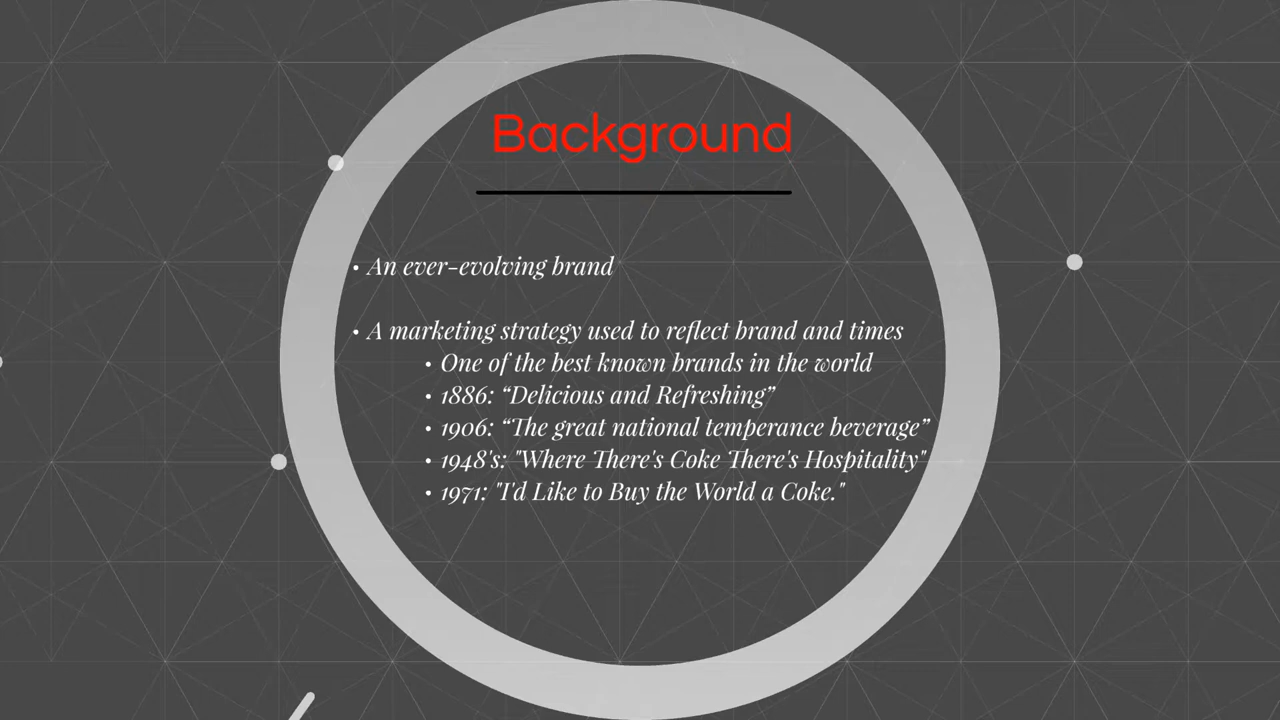 Background
• An ever-evolving brand
• A marketing strategy used to reflect brand and times
• One of the best known brands in the world
• 1886: “Delicious and Refreshing”
• 1906: “The great national temperance beverage”
• 1948's: "Where There's Coke There's Hospitality"
• 1971: "I'd Like to Buy the World a Coke."